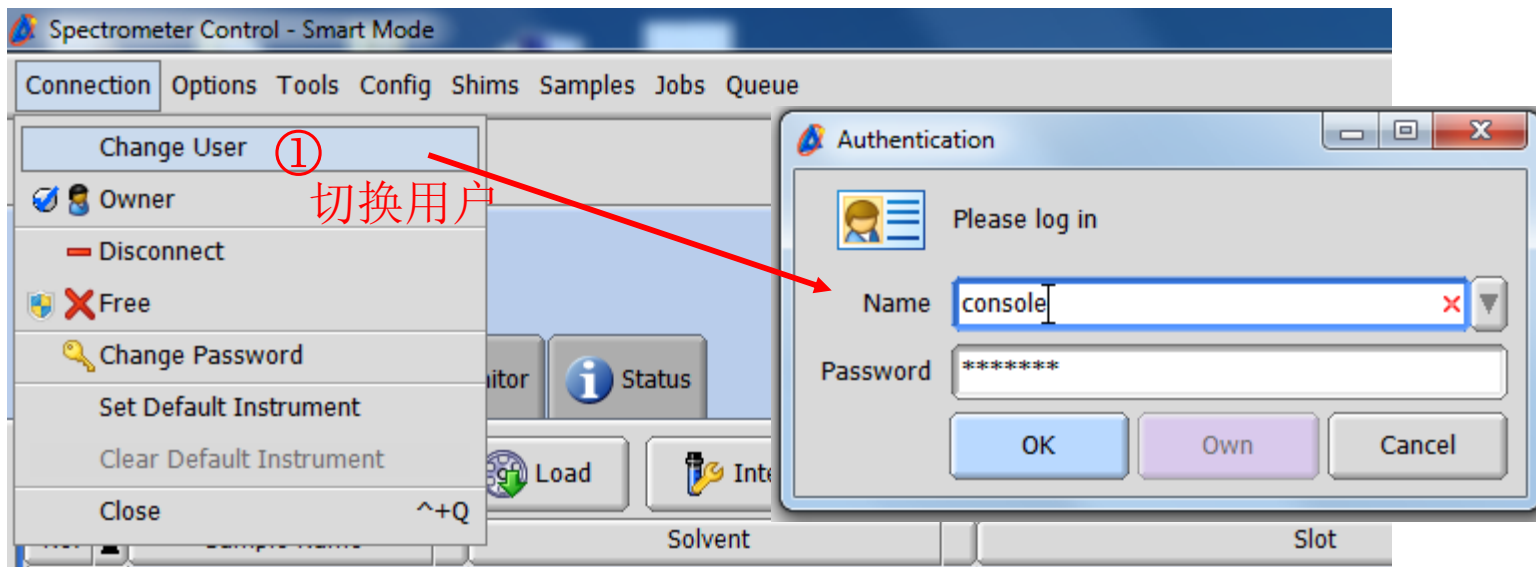 Spectrometer Control - Smart Mode
Connection Options Tools Config Shims Samples Jobs Queue
Change User ①
切换用户
Owner
Disconnect
Free
Change Password
Set Default Instrument
Clear Default Instrument
Close ^+Q
itor
Status
Load
Inte
Solvent
Slot
Authentication
Please log in
Name console
Password *******
OK Own Cancel